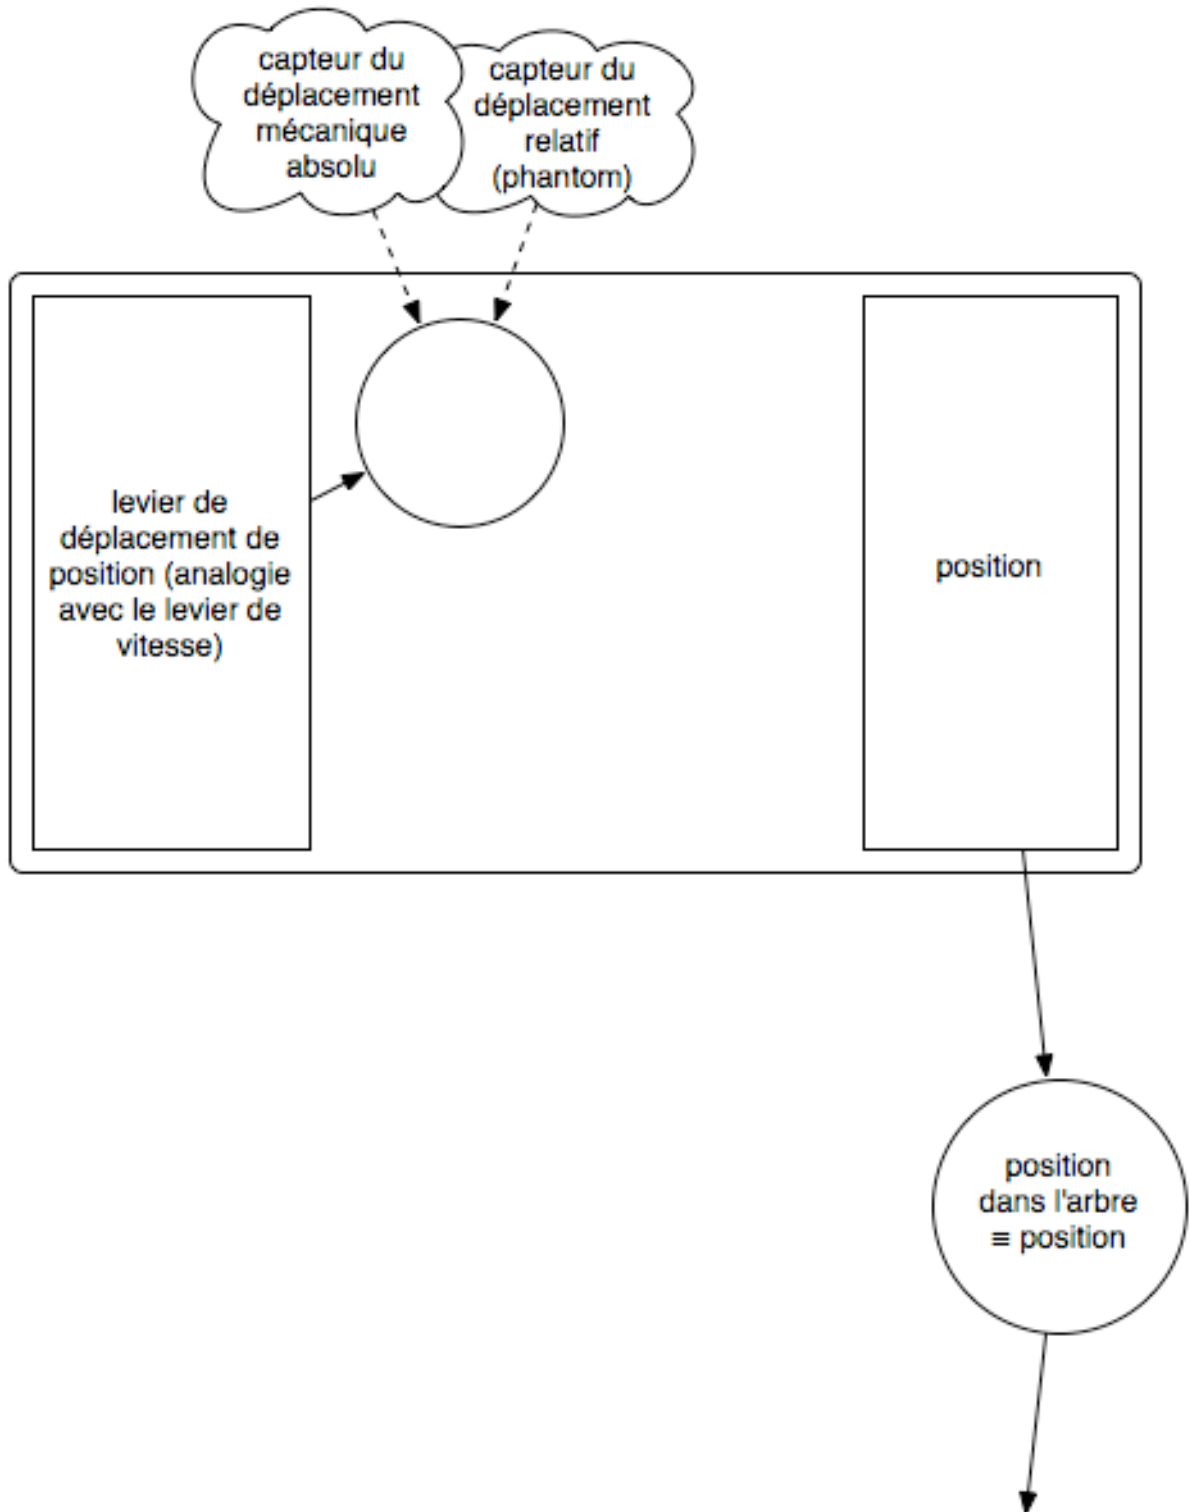 capteur du
déplacement
mécanique
absolu
capteur du
déplacement
relatif
(phantom)
levier de
déplacement de
position (analogie
avec le levier de
vitesse)
position
position
dans l'arbre
≡ position